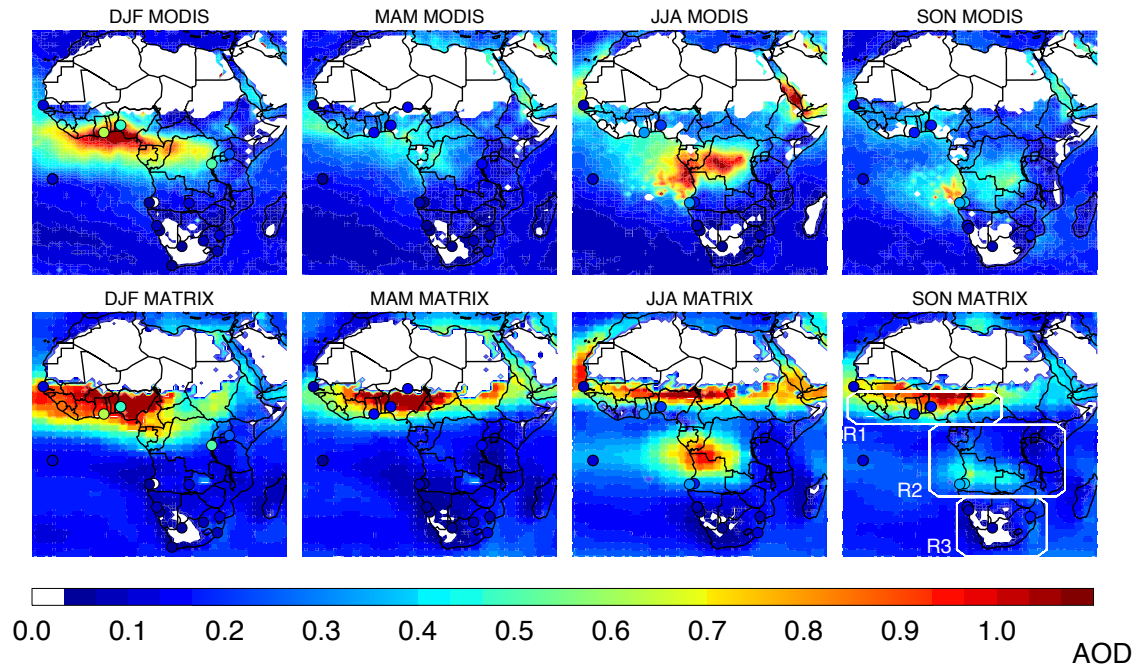 DJF MODIS MAM MODIS JJA MODIS SON MODIS
DJF MATRIX MAM MATRIX JJA MATRIX SON MATRIX
R1
R2
R3
0.0 0.1 0.2 0.3 0.4 0.5 0.6 0.7 0.8 0.9 1.0
AOD